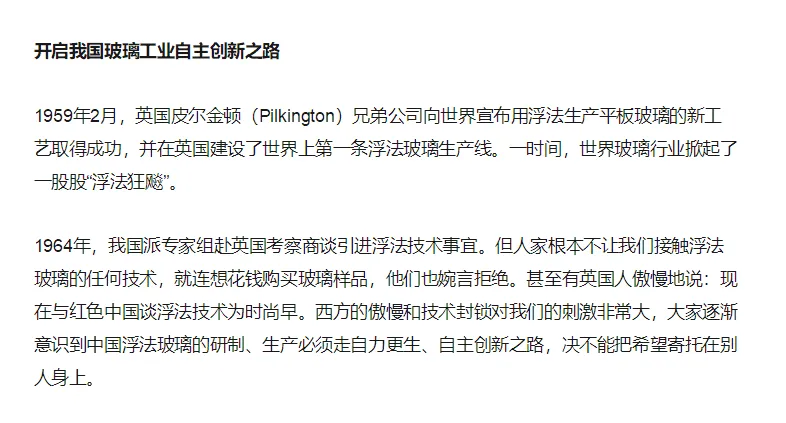 开启我国玻璃工业自主创新之路
1959年2月，英国皮尔金顿（Pilkington）兄弟公司向世界宣布用浮法生产平板玻璃的新工
艺取得成功，并在英国建设了世界上第一条浮法玻璃生产线。一时间，世界玻璃行业掀起了
一股股“浮法狂飚”。
1964年，我国派专家组赴英国考察商谈引进浮法技术事宜。但人家根本不让我们接触浮法
玻璃的任何技术，就连想花钱购买玻璃样品，他们也婉言拒绝。甚至有英国人傲慢地说：现
在与红色中国谈浮法技术为时尚早。西方的傲慢和技术封锁对我们的刺激非常大，大家逐渐
意识到中国浮法玻璃的研制、生产必须走自力更生、自主创新之路，决不能把希望寄托在别
人身上。